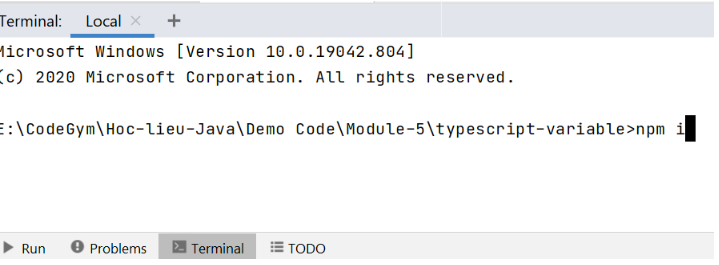 Terminal: Local × +
Microsoft Windows [Version 10.0.19042.804]
(c) 2020 Microsoft Corporation. All rights reserved.
E:\CodeGym\Hoc-lieu-Java\Demo Code\Module-5\typescript-variable>npm i
Run Problems Terminal TODO